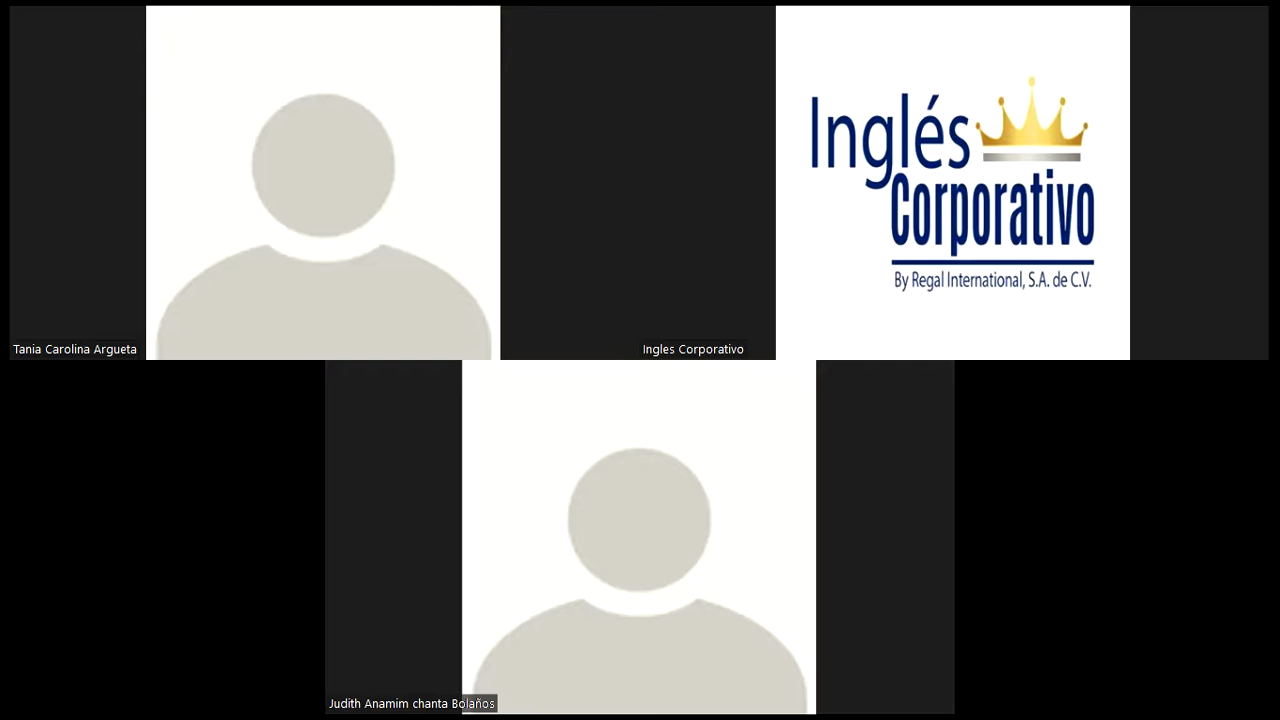 Inglés
Corporativo
By Regal International, S.A. de C.V.
Tania Carolina Argueta
Ingles Corporativo
Judith Anamim chanta Bolaños